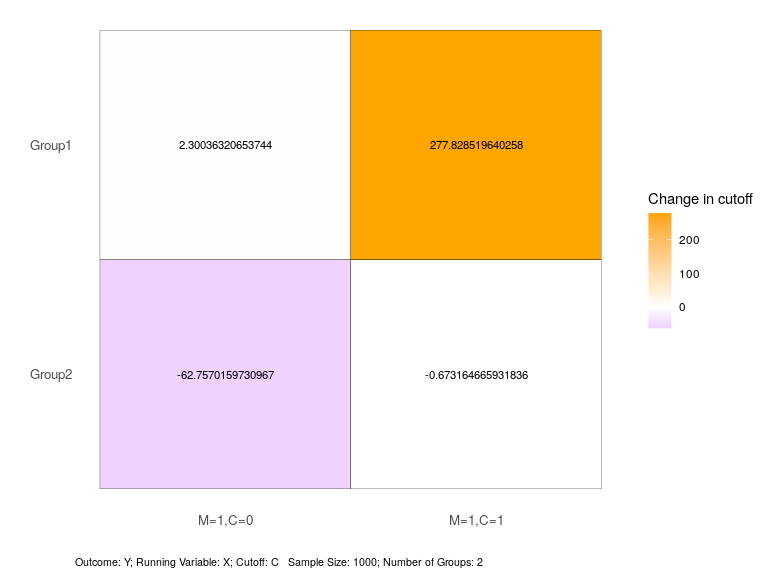 Group1
2.30036320653744
277.828519640258
Group2
-62.7570159730967
-0.673164665931836
M=1,C=0
M=1,C=1
Change in cutoff
200
100
0
Outcome: Y; Running Variable: X; Cutoff: C   Sample Size: 1000; Number of Groups: 2